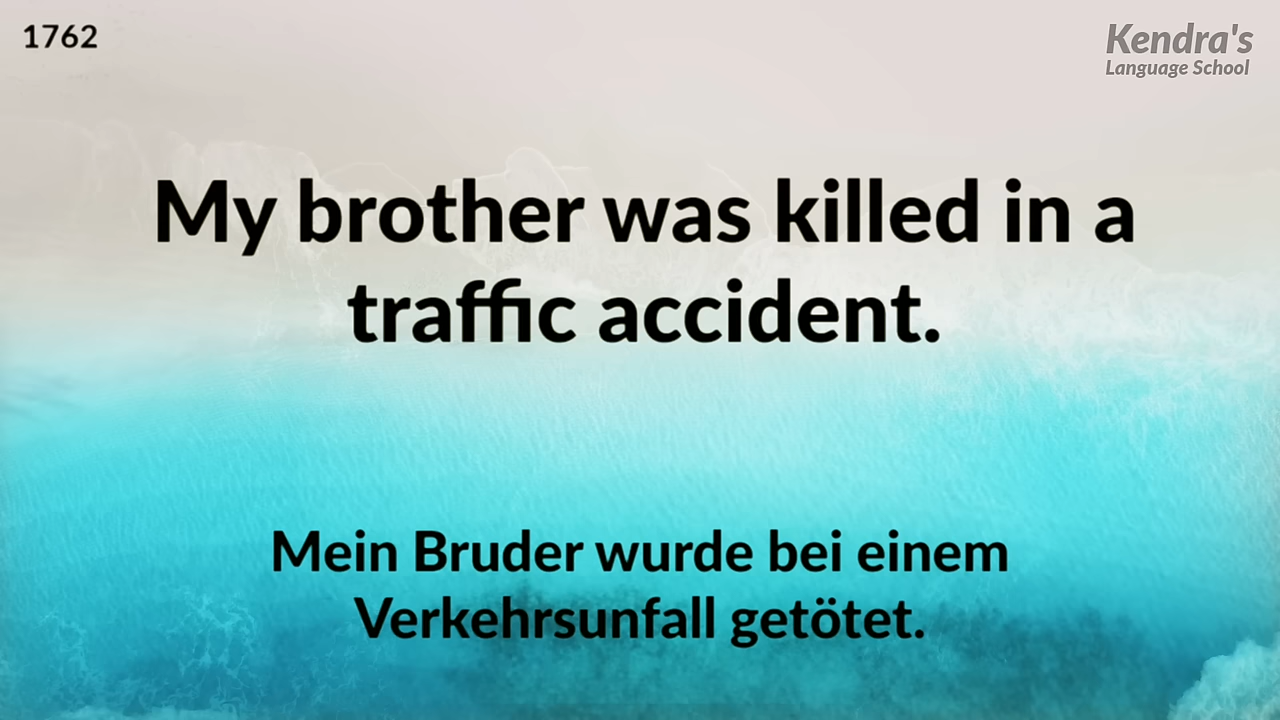 1762
Kendra's
Language School
My brother was killed in a
traffic accident.
Mein Bruder wurde bei einem
Verkehrsunfall getötet.